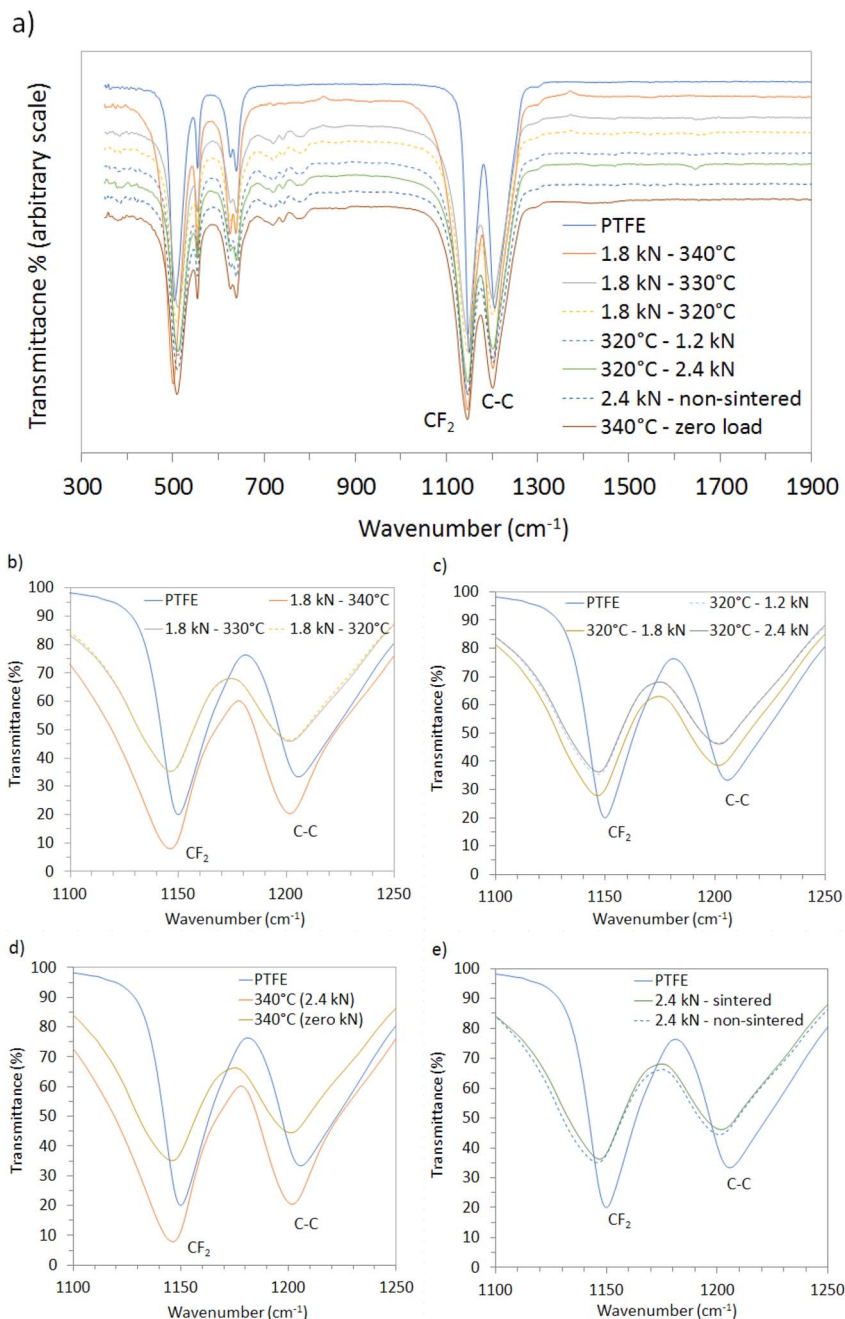 a)
Transmittacne % (arbitrary scale)
PTFE
1.8 kN - 340°C
1.8 kN - 330°C
1.8 kN - 320°C
320°C - 1.2 kN
320°C - 2.4 kN
2.4 kN - non-sintered
340°C - zero load
CF₂
C-C
300 500 700 900 1100 1300 1500 1700 1900
Wavenumber (cm⁻¹)
b)
Transmittance (%)
100
90
80
70
60
50
40
30
20
10
0
PTFE 1.8 kN - 340°C
1.8 kN - 330°C 1.8 kN - 320°C
CF₂
C-C
1100 1150 1200 1250
Wavenumber (cm⁻¹)
c)
Transmittance (%)
100
90
80
70
60
50
40
30
20
10
0
PTFE 320°C - 1.2 kN
320°C - 1.8 kN 320°C - 2.4 kN
CF₂
C-C
1100 1150 1200 1250
Wavenumber (cm⁻¹)
d)
Transmittance (%)
100
90
80
70
60
50
40
30
20
10
0
PTFE
340°C (2.4 kN)
340°C (zero kN)
CF₂
C-C
1100 1150 1200 1250
Wavenumber (cm⁻¹)
e)
Transmittance (%)
100
90
80
70
60
50
40
30
20
10
0
PTFE
2.4 kN - sintered
2.4 kN - non-sintered
CF₂
C-C
1100 1150 1200 1250
Wavenumber (cm⁻¹)